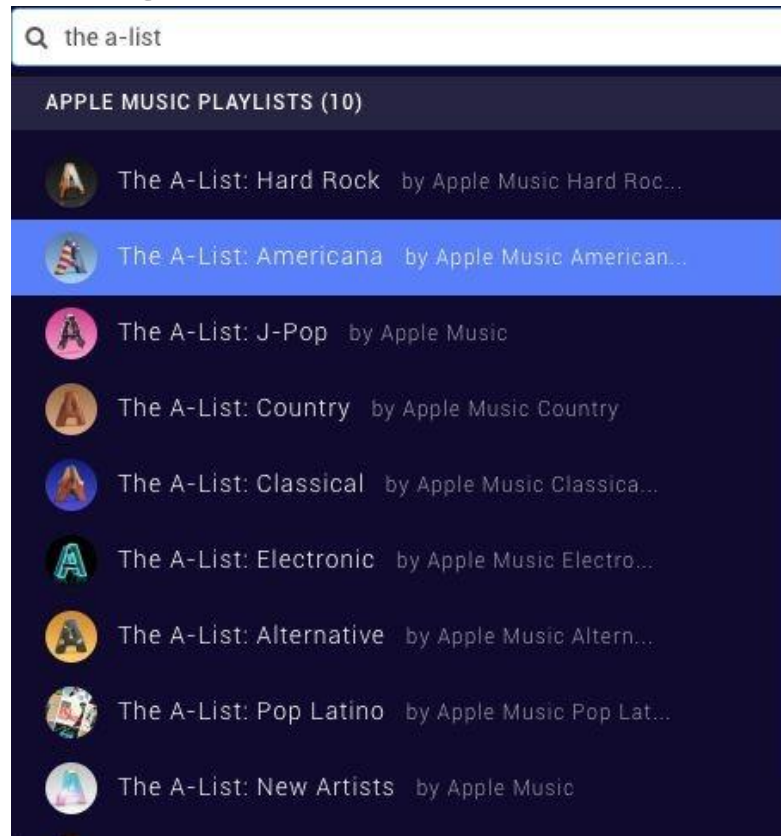 the a-list
APPLE MUSIC PLAYLISTS (10)
The A-List: Hard Rock by Apple Music Hard Roc...
The A-List: Americana by Apple Music American...
The A-List: J-Pop by Apple Music
The A-List: Country by Apple Music Country
The A-List: Classical by Apple Music Classica...
The A-List: Electronic by Apple Music Electro...
The A-List: Alternative by Apple Music Altern...
The A-List: Pop Latino by Apple Music Pop Lat...
The A-List: New Artists by Apple Music